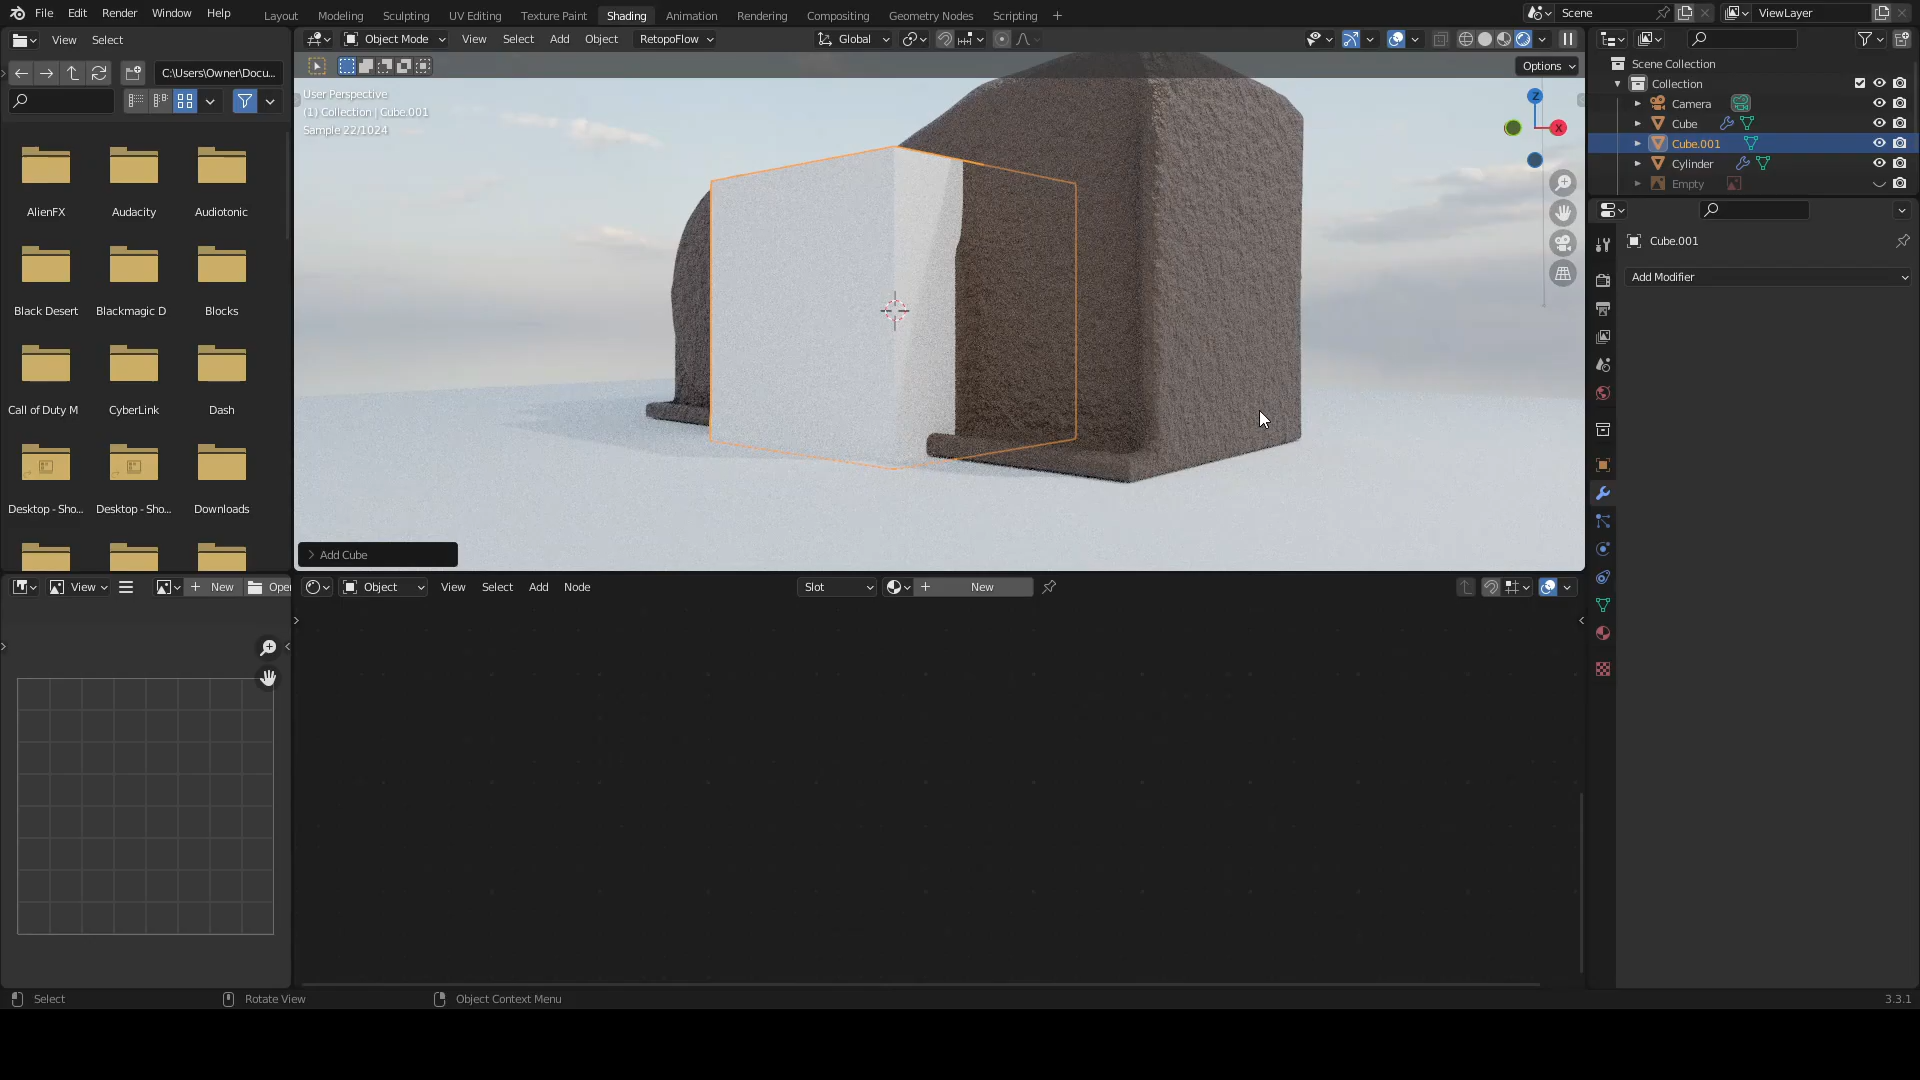 File Edit Render Window Help
Layout Modeling Sculpting UV Editing Texture Paint Shading Animation Rendering Compositing Geometry Nodes Scripting
Scene
ViewLayer
View Select
Object Mode View Select Add Object RetopoFlow
Global
Options
C:\Users\Owner\Docu...
User Perspective
(1) Collection | Cube.001
Sample 22/1024
Z
X
AlienFX Audacity Audiotonic
Black Desert Blackmagic D Blocks
Call of Duty M CyberLink Dash
Desktop - Sho... Desktop - Sho... Downloads
Add Cube
Scene Collection
Collection
Camera
Cube
Cube.001
Cylinder
Empty
Cube.001
Add Modifier
View New Open
Object View Select Add Node
Slot
New
Select Rotate View Object Context Menu
3.3.1